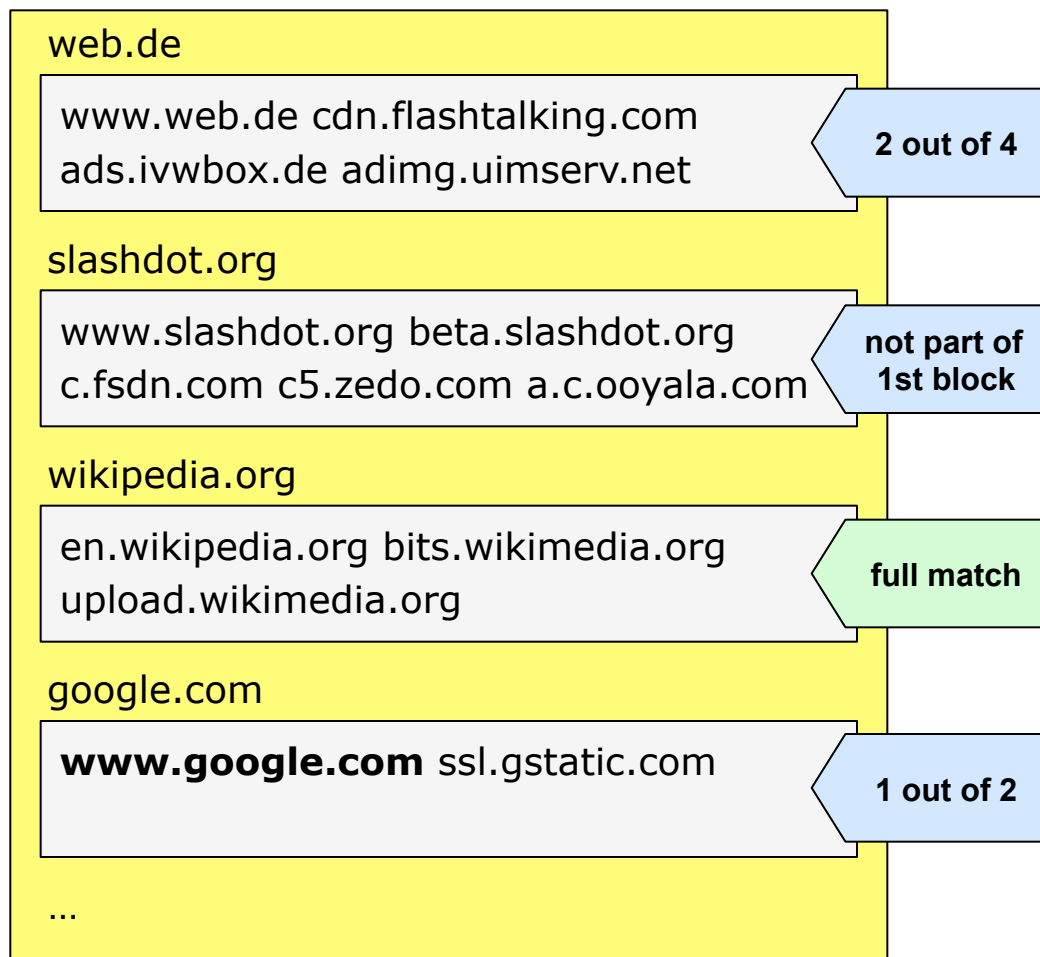 web.de
www.web.de cdn.flashtalking.com
ads.ivwbox.de adimg.uimserv.net
2 out of 4
slashdot.org
www.slashdot.org beta.slashdot.org
c.fsdn.com c5.zedo.com a.c.ooyala.com
not part of
1st block
wikipedia.org
en.wikipedia.org bits.wikimedia.org
upload.wikimedia.org
full match
google.com
www.google.com ssl.gstatic.com
1 out of 2
...